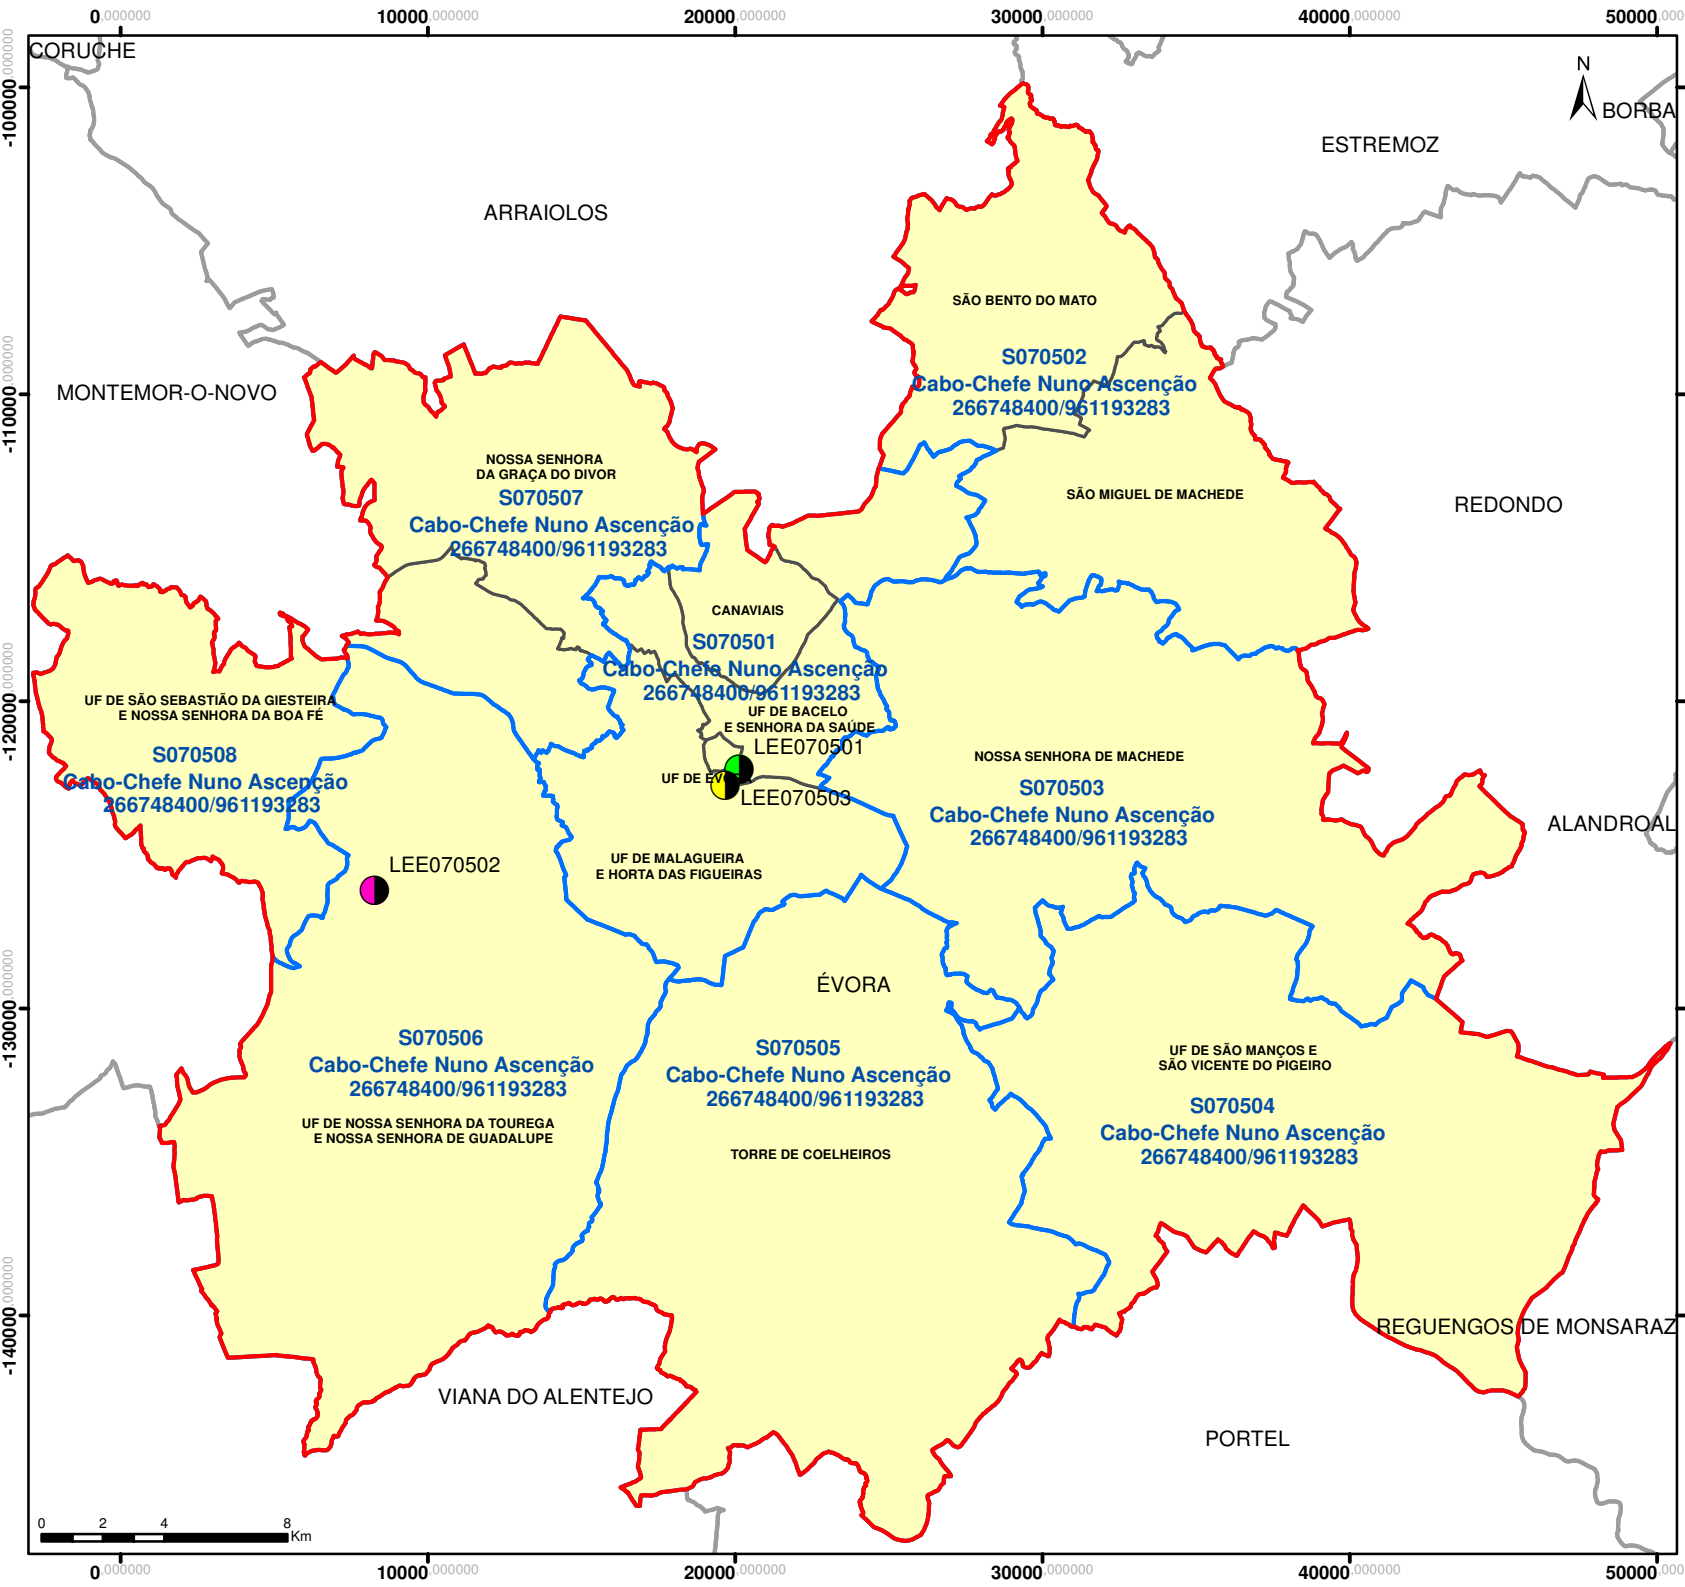 0,000000 10000,000000 20000,000000 30000,000000 40000,000000 50000,000
CORUCHE
N
BORBA
-100000,000000
ESTREMOZ
ARRAIOLOS
SÃO BENTO DO MATO
S070502
Cabo-Chefe Nuno Ascenção
266748400/961193283
MONTEMOR-O-NOVO
-110000,000000
NOSSA SENHORA
DA GRAÇA DO DIVOR
S070507
Cabo-Chefe Nuno Ascenção
266748400/961193283
SÃO MIGUEL DE MACHEDE
REDONDO
CANAVIAIS
S070501
Cabo-Chefe Nuno Ascenção
266748400/961193283
-120000,000000
UF DE SÃO SEBASTIÃO DA GIESTEIRA
E NOSSA SENHORA DA BOA FÉ
UF DE BACELO
E SENHORA DA SAÚDE
S070508
Cabo-Chefe Nuno Ascenção
266748400/961193283
LEE070501
UF DE ÉVORA
LEE070503
NOSSA SENHORA DE MACHEDE
S070503
Cabo-Chefe Nuno Ascenção
266748400/961193283
ALANDROAL
LEE070502
UF DE MALAGUEIRA
E HORTA DAS FIGUEIRAS
ÉVORA
-130000,000000
S070506
Cabo-Chefe Nuno Ascenção
266748400/961193283
UF DE NOSSA SENHORA DA TOUREGA
E NOSSA SENHORA DE GUADALUPE
S070505
Cabo-Chefe Nuno Ascenção
266748400/961193283
TORRE DE COELHEIROS
UF DE SÃO MANÇOS E
SÃO VICENTE DO PIGEIRO
S070504
Cabo-Chefe Nuno Ascenção
266748400/961193283
-140000,000000
REGUENGOS DE MONSARAZ
VIANA DO ALENTEJO
PORTEL
0 2 4 8
Km
0,000000 10000,000000 20000,000000 30000,000000 40000,000000 50000,000